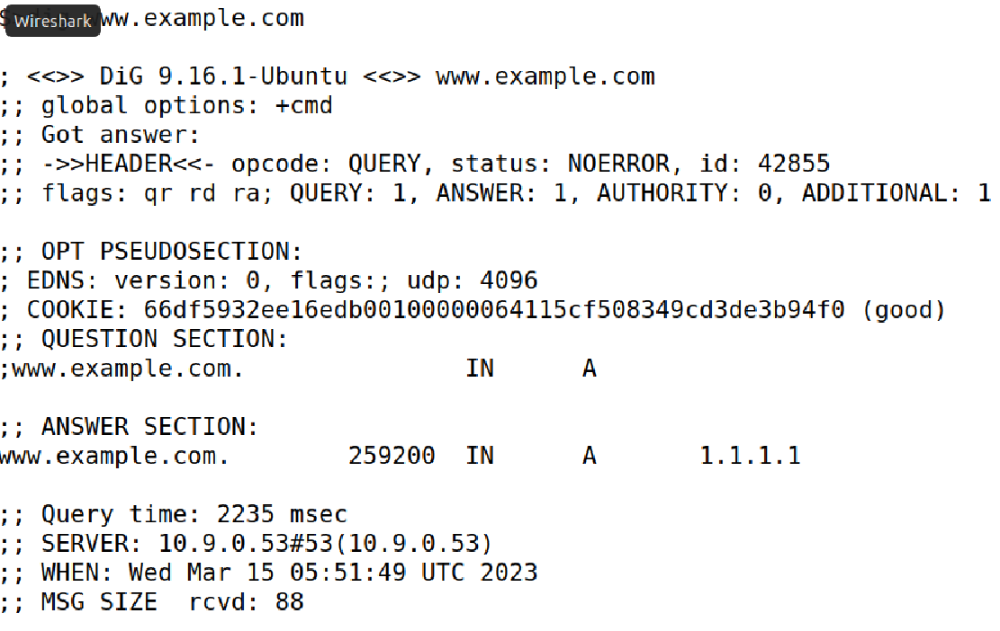 Wireshark ww.example.com
; <<>> DiG 9.16.1-Ubuntu <<>> www.example.com
;; global options: +cmd
;; Got answer:
;; ->>HEADER<<- opcode: QUERY, status: NOERROR, id: 42855
;; flags: qr rd ra; QUERY: 1, ANSWER: 1, AUTHORITY: 0, ADDITIONAL: 1
;; OPT PSEUDOSECTION:
; EDNS: version: 0, flags:; udp: 4096
; COOKIE: 66df5932ee16edb00100000064115cf508349cd3de3b94f0 (good)
;; QUESTION SECTION:
;www.example.com. IN A
;; ANSWER SECTION:
www.example.com. 259200 IN A 1.1.1.1
;; Query time: 2235 msec
;; SERVER: 10.9.0.53#53(10.9.0.53)
;; WHEN: Wed Mar 15 05:51:49 UTC 2023
;; MSG SIZE rcvd: 88